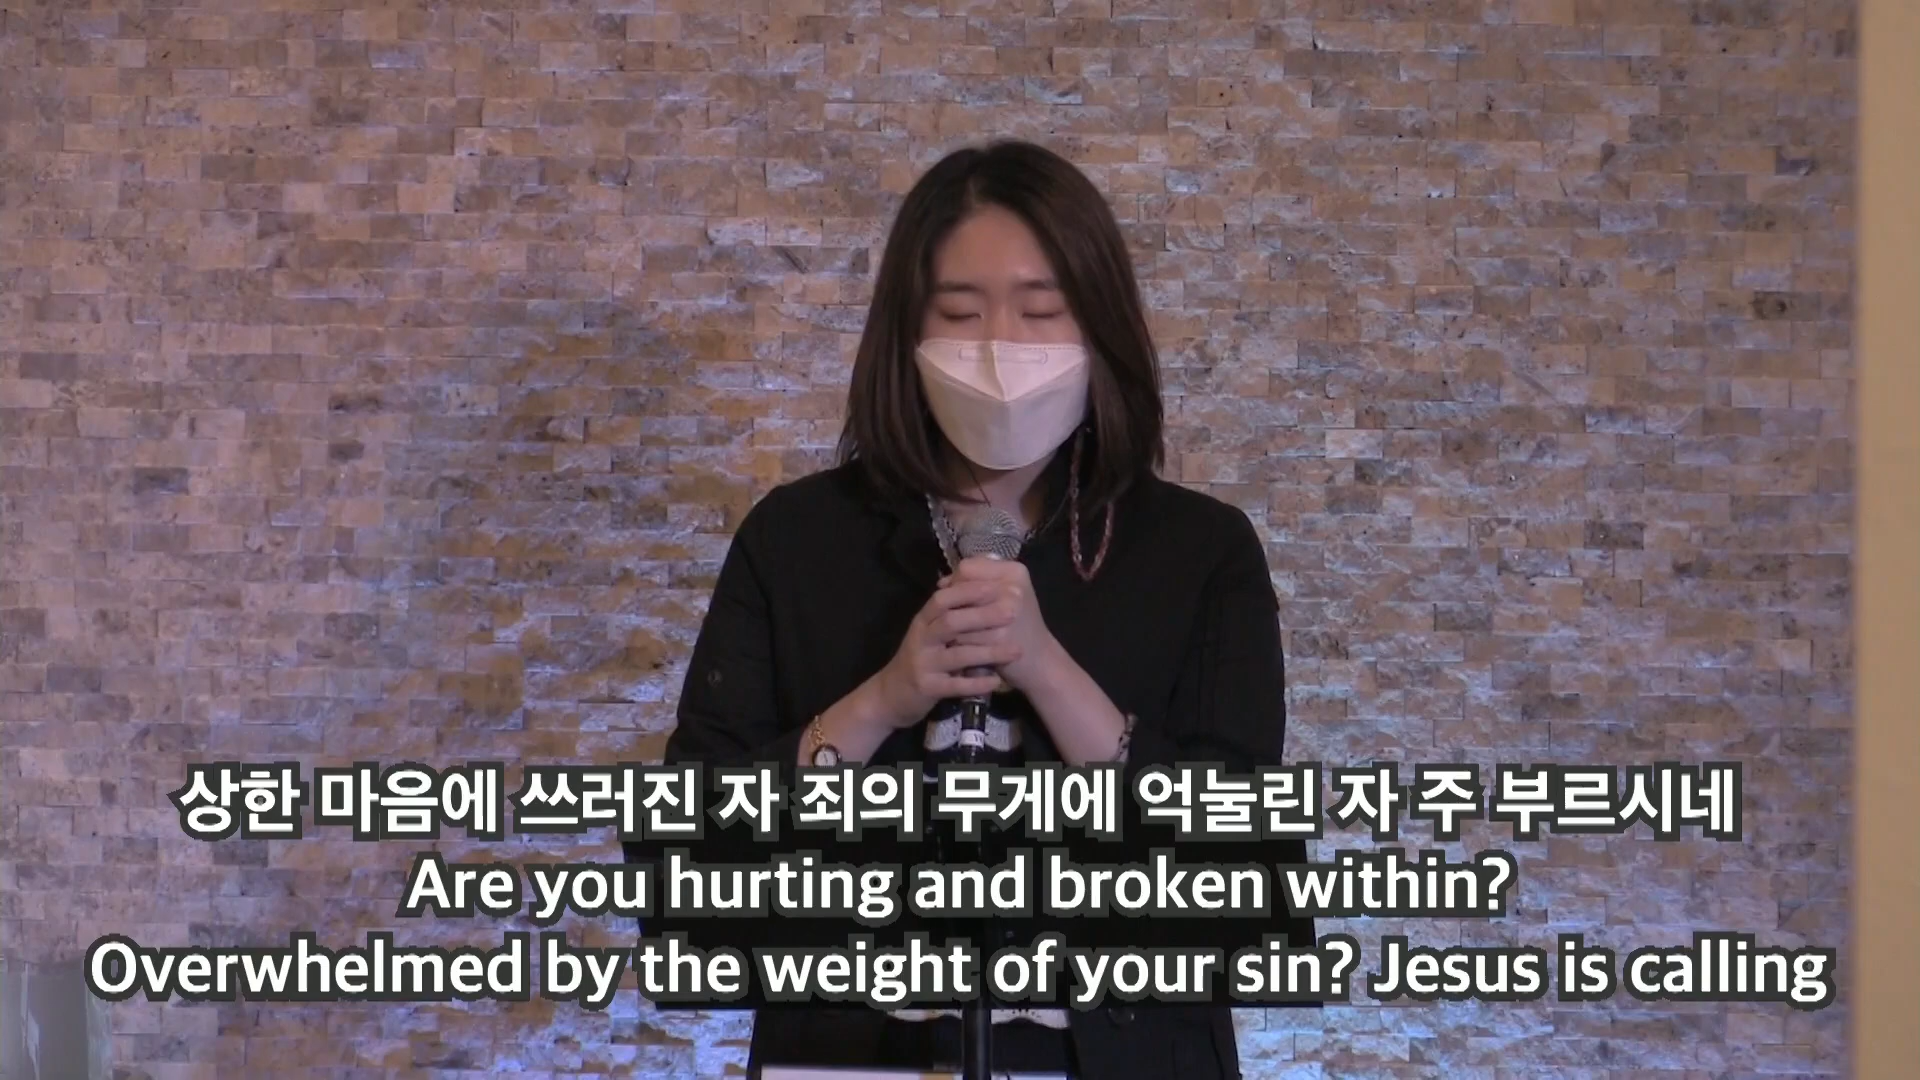 상한 마음에 쓰러진 자 죄의 무게에 억눌린 자 주 부르시네
Are you hurting and broken within?
Overwhelmed by the weight of your sin? Jesus is calling